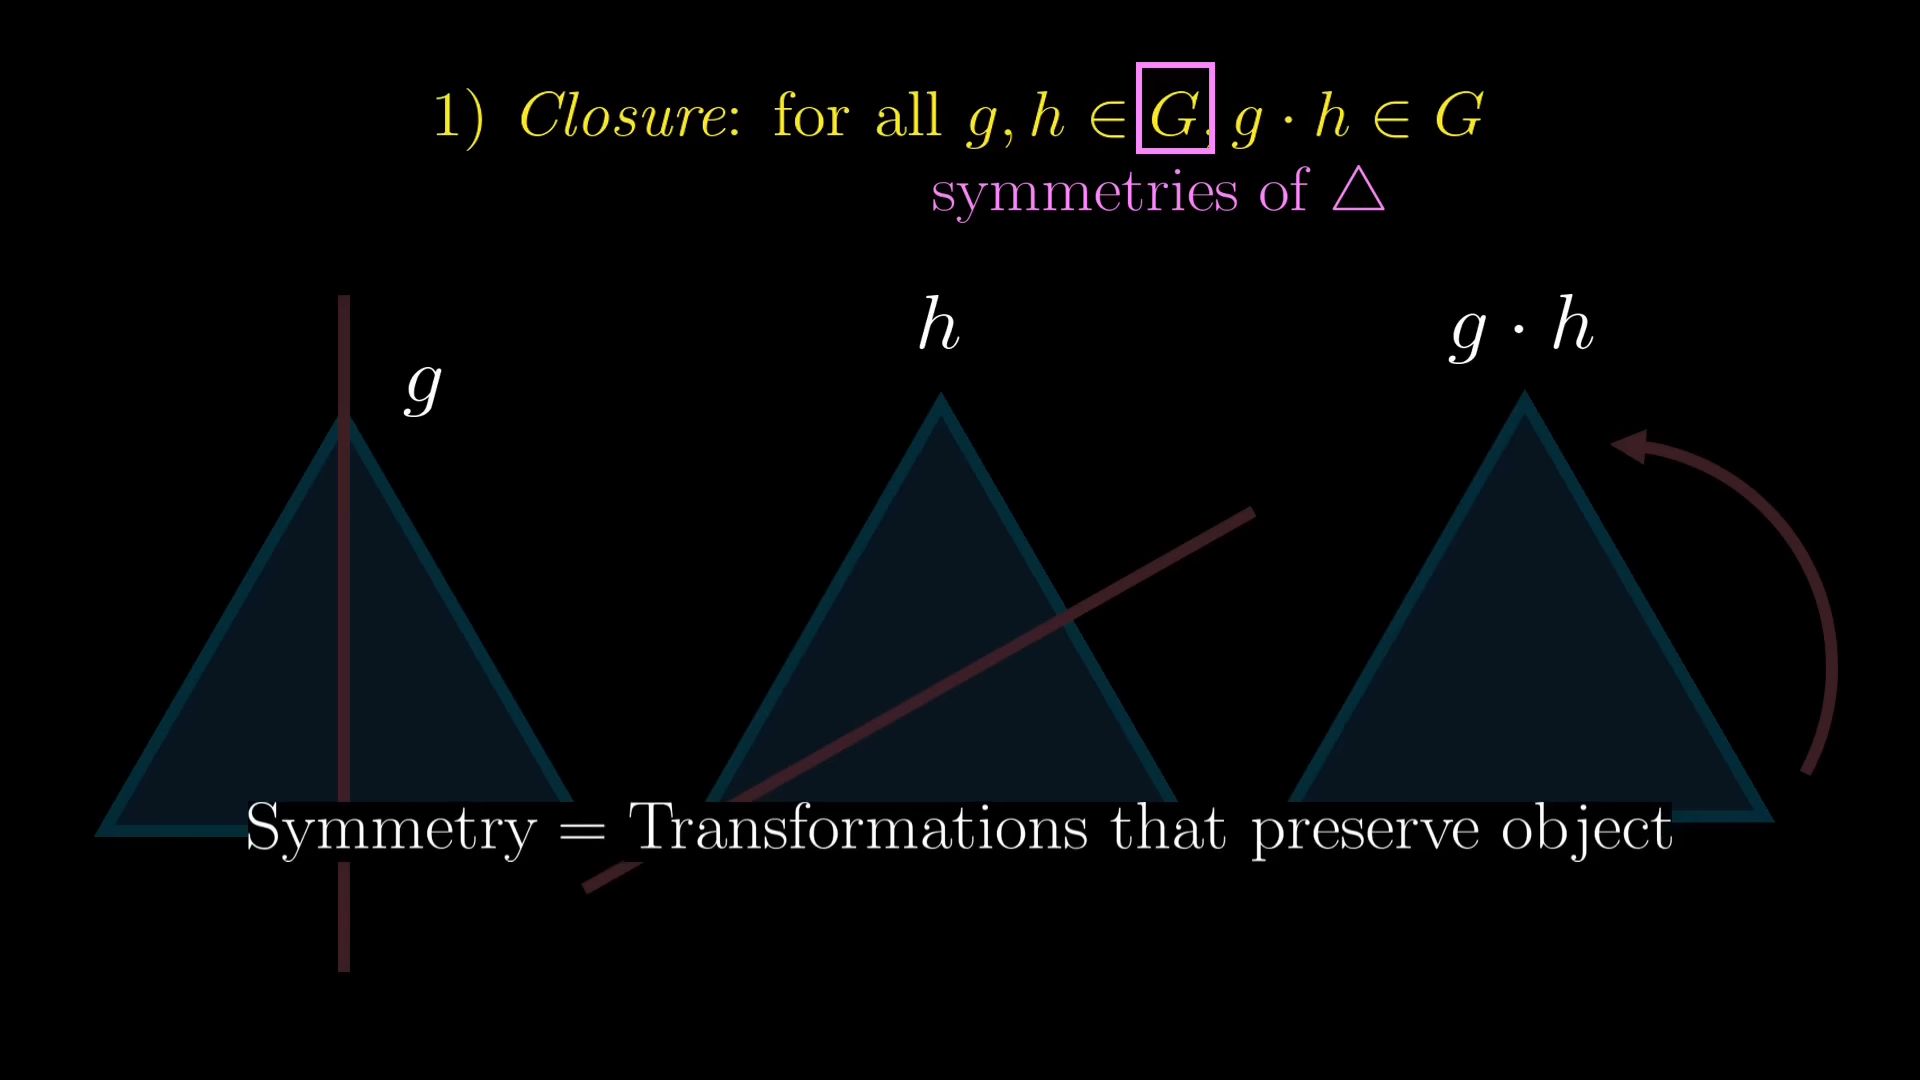 1) Closure: for all g, h ∈ G, g · h ∈ G
symmetries of △
g
h
g · h
Symmetry = Transformations that preserve object